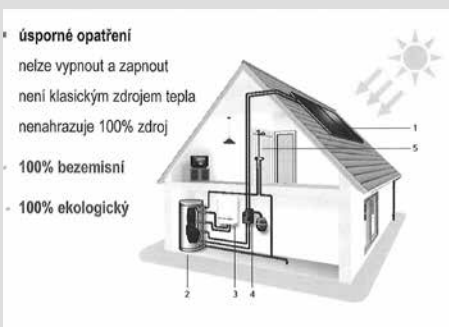 úsporné opatření
nelze vypnout a zapnout
není klasickým zdrojem tepla
nenahrazuje 100% zdroj
100% bezemisní
100% ekologický
1
5
2
3
4